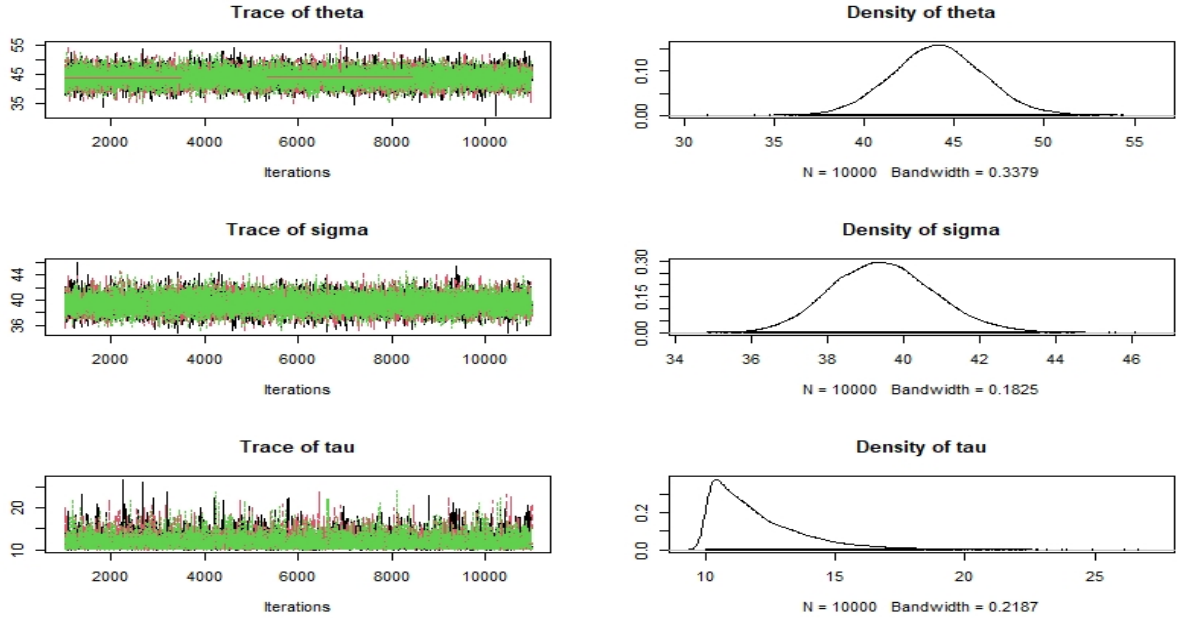 Trace of theta
Density of theta
55
45
35
0.10
0.00
2000 4000 6000 8000 10000
30 35 40 45 50 55
Iterations
N = 10000 Bandwidth = 0.3379
Trace of sigma
Density of sigma
44
40
36
0.30
0.15
0.00
2000 4000 6000 8000 10000
34 36 38 40 42 44 46
Iterations
N = 10000 Bandwidth = 0.1825
Trace of tau
Density of tau
20
10
0.2
0.0
2000 4000 6000 8000 10000
10 15 20 25
Iterations
N = 10000 Bandwidth = 0.2187